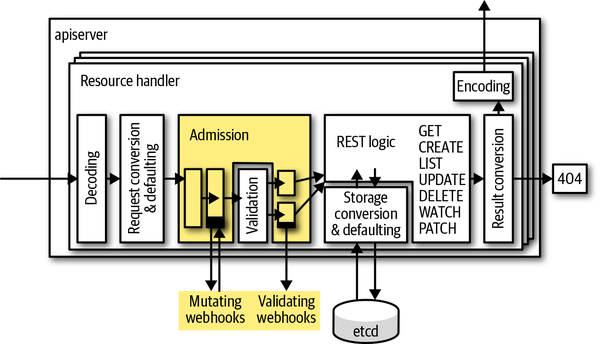 apiserver
Resource handler
Encoding
Decoding
Request conversion
& defaulting
Admission
Validation
REST logic
GET
CREATE
LIST
UPDATE
DELETE
WATCH
PATCH
Storage
conversion
& defaulting
Result conversion
404
Mutating
webhooks
Validating
webhooks
etcd